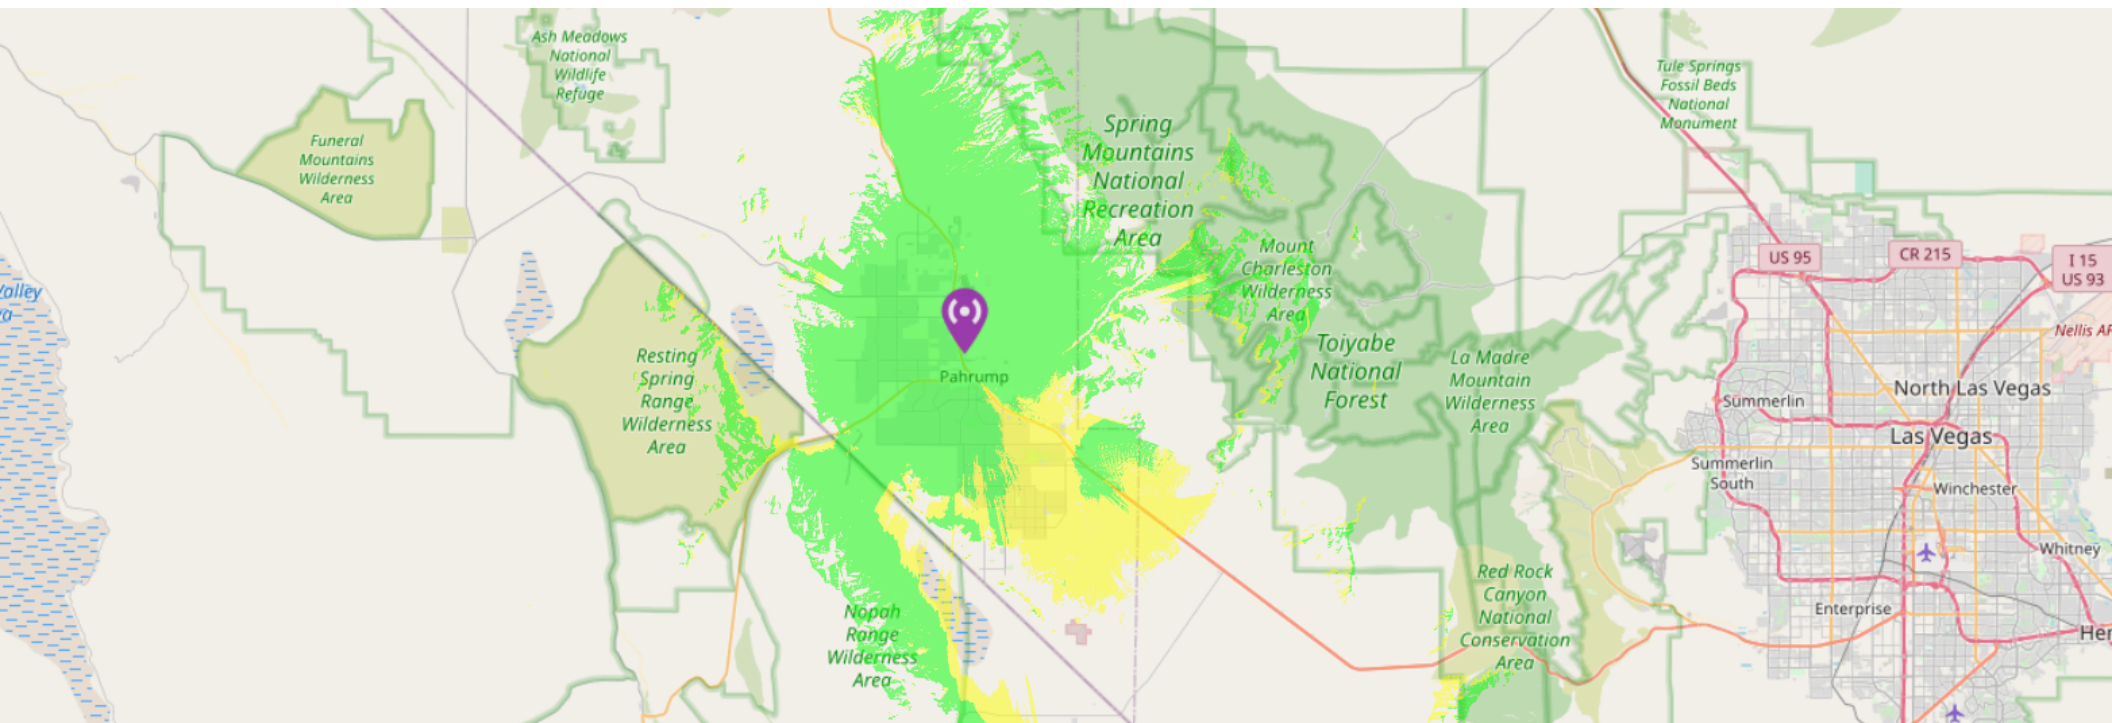 Ash Meadows
National
Wildlife
Refuge
Funeral
Mountains
Wilderness
Area
Spring
Mountains
National
Recreation
Area
Tule Springs
Fossil Beds
National
Monument
Mount
Charleston
Wilderness
Area
US 95
CR 215
I 15
US 93
Valley
Resting
Spring
Range
Wilderness
Area
Pahrump
Toiyabe
National
Forest
La Madre
Mountain
Wilderness
Area
Nellis AF
North Las Vegas
Summerlin
Las Vegas
Summerlin
South
Winchester
Whitney
Enterprise
Nopah
Range
Wilderness
Area
Red Rock
Canyon
National
Conservation
Area
Her